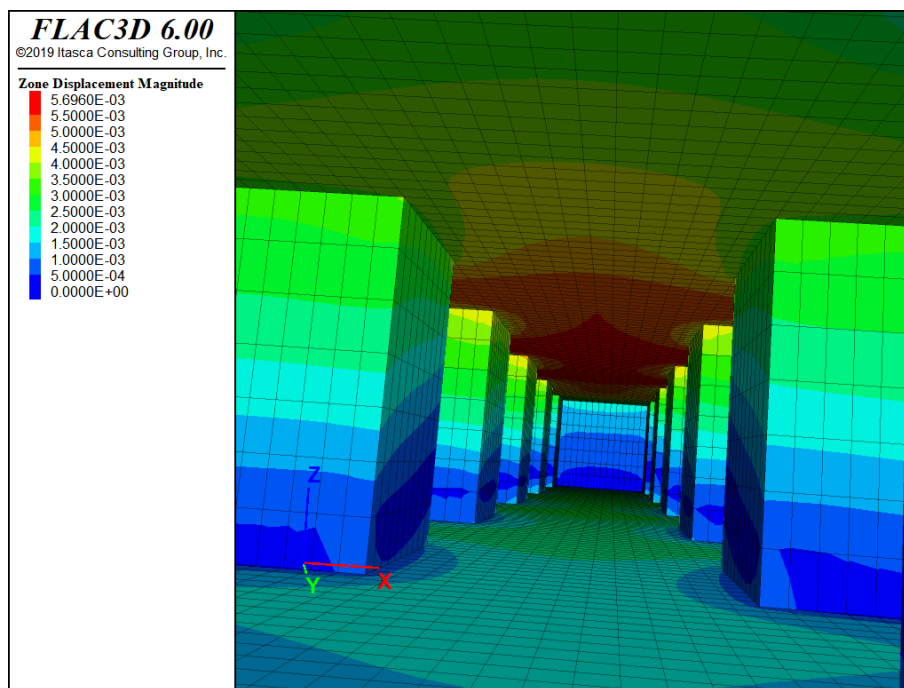 FLAC3D 6.00
©2019 Itasca Consulting Group, Inc.
Zone Displacement Magnitude
5.6960E-03
5.5000E-03
5.0000E-03
4.5000E-03
4.0000E-03
3.5000E-03
3.0000E-03
2.5000E-03
2.0000E-03
1.5000E-03
1.0000E-03
5.0000E-04
0.0000E+00
Z
X
Y